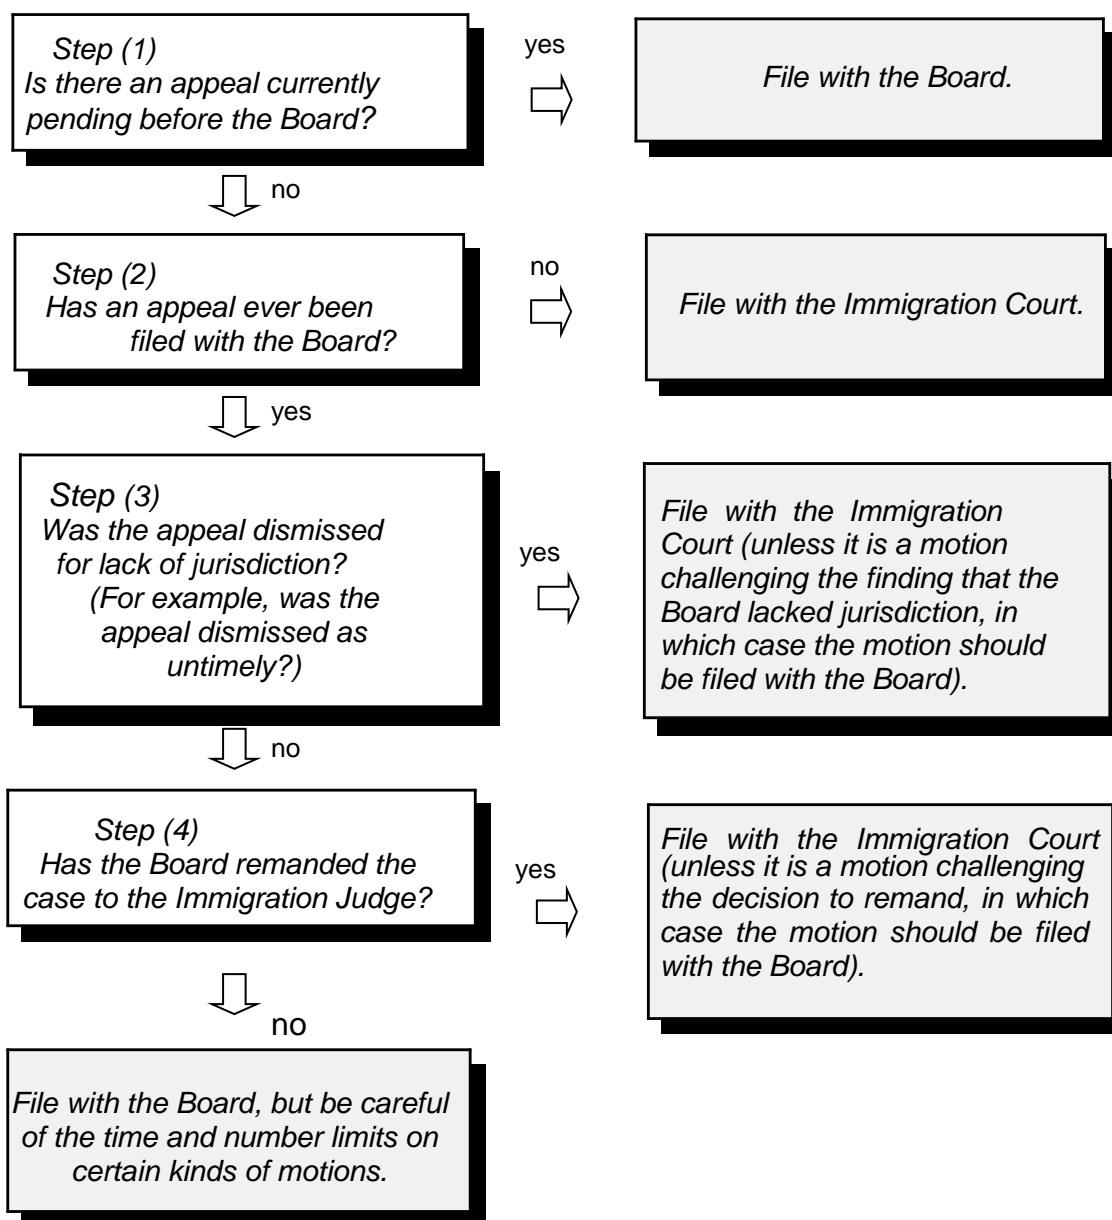 Step (1)
Is there an appeal currently
pending before the Board?
yes
File with the Board.
no
Step (2)
Has an appeal ever been
filed with the Board?
no
File with the Immigration Court.
yes
Step (3)
Was the appeal dismissed
for lack of jurisdiction?
(For example, was the
appeal dismissed as
untimely?)
yes
File with the Immigration
Court (unless it is a motion
challenging the finding that the
Board lacked jurisdiction, in
which case the motion should
be filed with the Board).
no
Step (4)
Has the Board remanded the
case to the Immigration Judge?
yes
File with the Immigration Court
(unless it is a motion challenging
the decision to remand, in which
case the motion should be filed
with the Board).
no
File with the Board, but be careful
of the time and number limits on
certain kinds of motions.